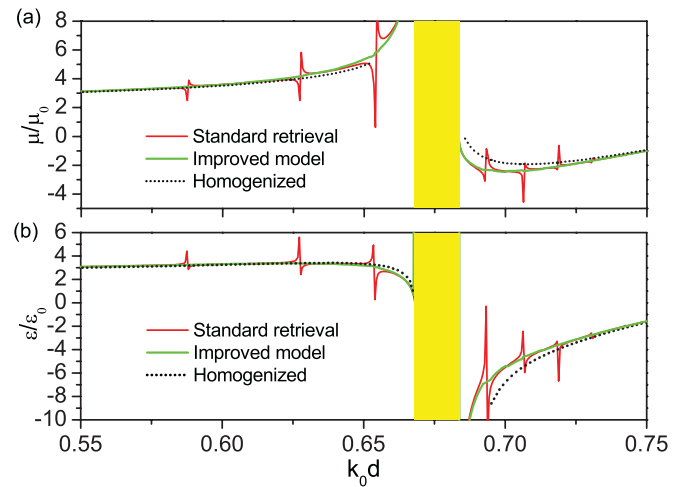 (a)
8
6
4
2
0
-2
-4
μ/μ₀
Standard retrieval
Improved model
Homogenized
(b)
6
4
2
0
-2
-4
-6
-8
-10
ε/ε₀
Standard retrieval
Improved model
Homogenized
0.55 0.60 0.65 0.70 0.75
k₀d